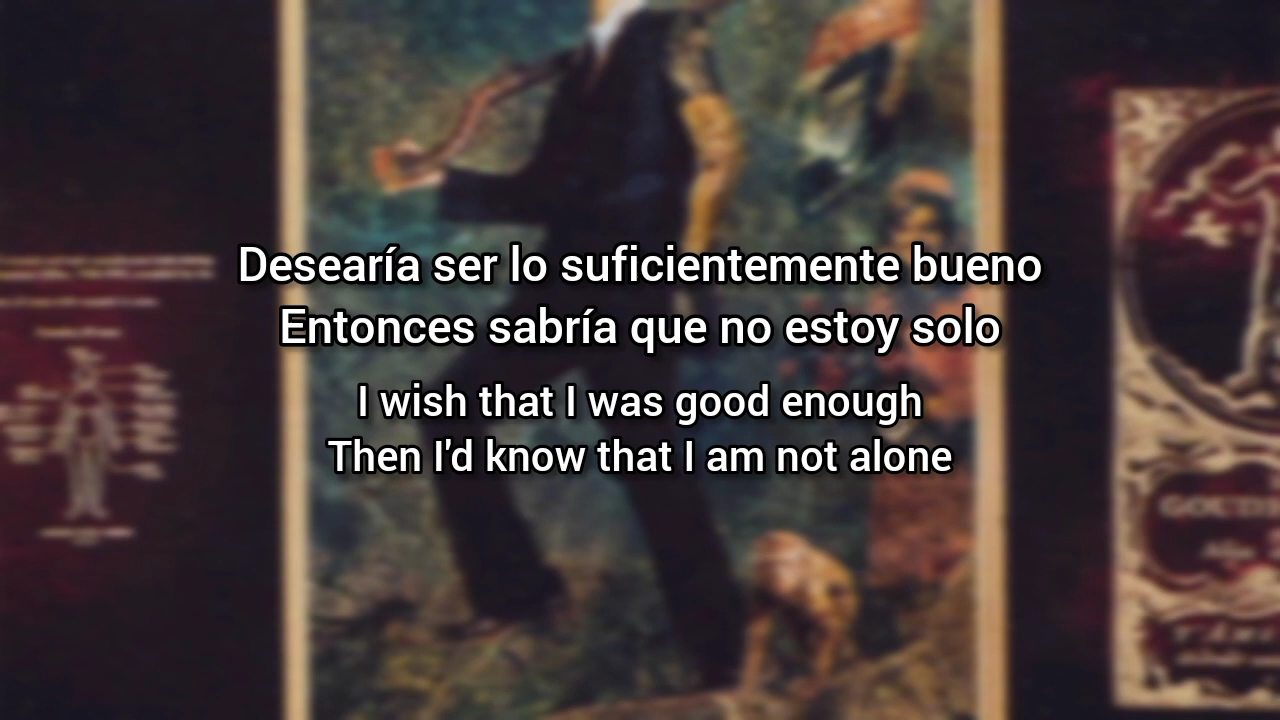 Desearía ser lo suficientemente bueno
Entonces sabría que no estoy solo
I wish that I was good enough
Then I'd know that I am not alone